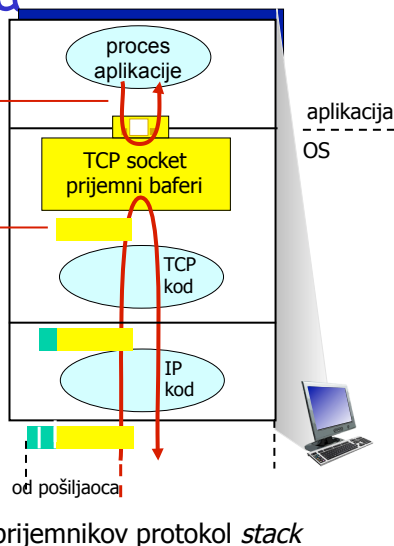 proces
aplikacije
aplikacija
OS
TCP socket
prijemni baferi
TCP
kod
IP
kod
od pošiljaoca
prijemnikov protokol stack